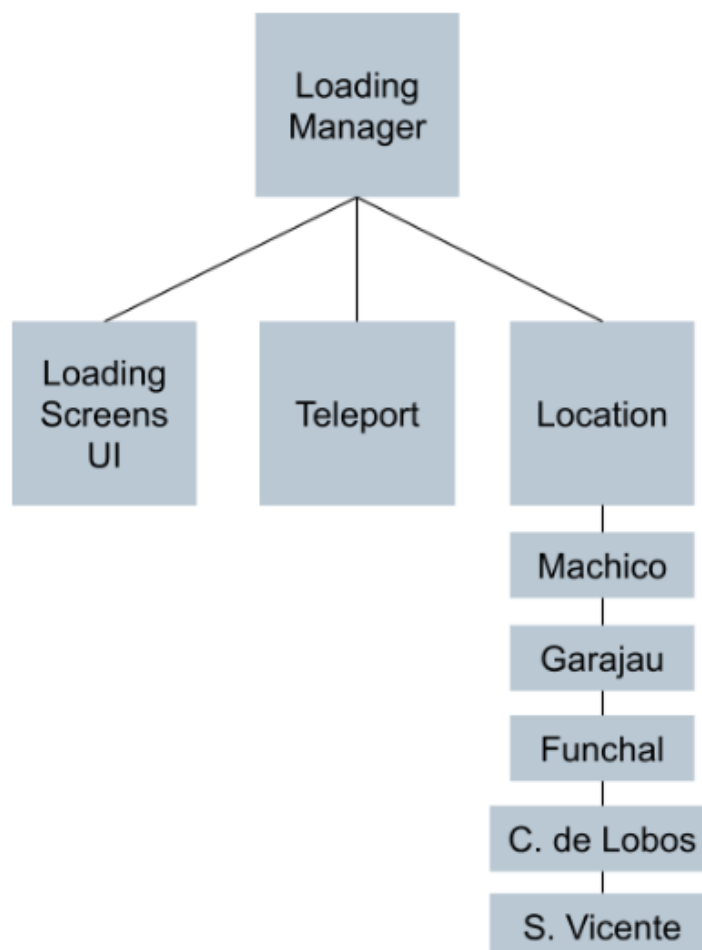 Loading
Manager
Loading
Screens
UI
Teleport
Location
Machico
Garajau
Funchal
C. de Lobos
S. Vicente